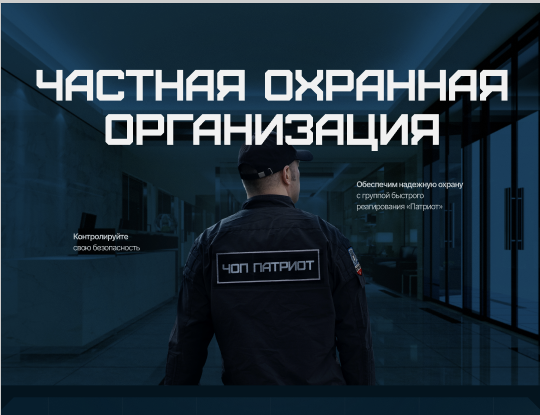 ЧАСТНАЯ ОХРАННАЯ
ОРГАНИЗАЦИЯ
Обеспечим надежную охрану
с группой быстрого
реагирования «Патриот»
Контролируйте
свою безопасность
ЧОП ПАТРИОТ